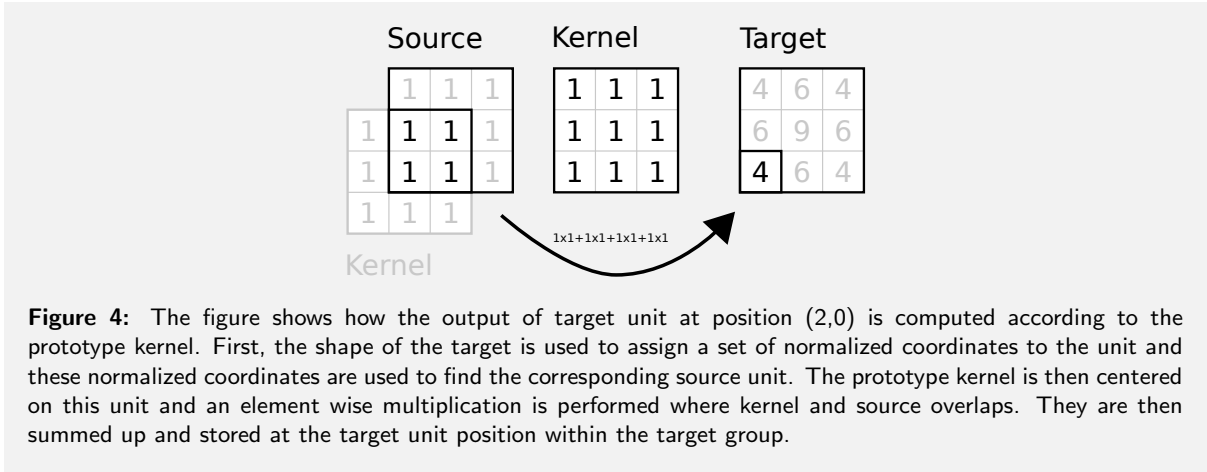 Source Kernel Target
1 1 1 1 1 1 4 6 4
1 1 1 1 1 1 1 6 9 6
1 1 1 1 1 1 1 4 6 4
1 1 1
1x1+1x1+1x1+1x1
Kernel
Figure 4: The figure shows how the output of target unit at position (2,0) is computed according to the
prototype kernel. First, the shape of the target is used to assign a set of normalized coordinates to the unit and
these normalized coordinates are used to find the corresponding source unit. The prototype kernel is then centered
on this unit and an element wise multiplication is performed where kernel and source overlaps. They are then
summed up and stored at the target unit position within the target group.